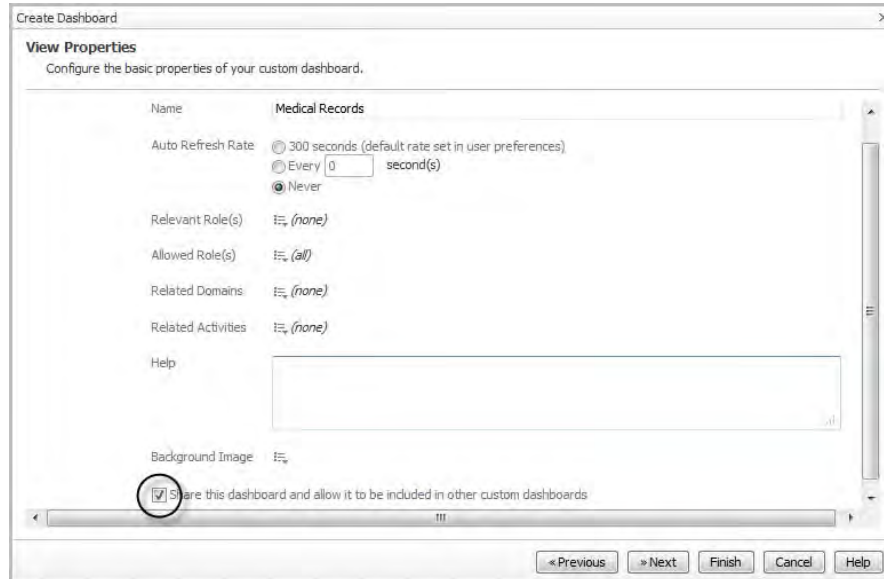 Create Dashboard
View Properties
Configure the basic properties of your custom dashboard.
Name Medical Records
Auto Refresh Rate 300 seconds (default rate set in user preferences)
Every 0 second(s)
Never
Relevant Role(s) (none)
Allowed Role(s) (all)
Related Domains (none)
Related Activities (none)
Help
Background Image
Share this dashboard and allow it to be included in other custom dashboards
«Previous »Next Finish Cancel Help